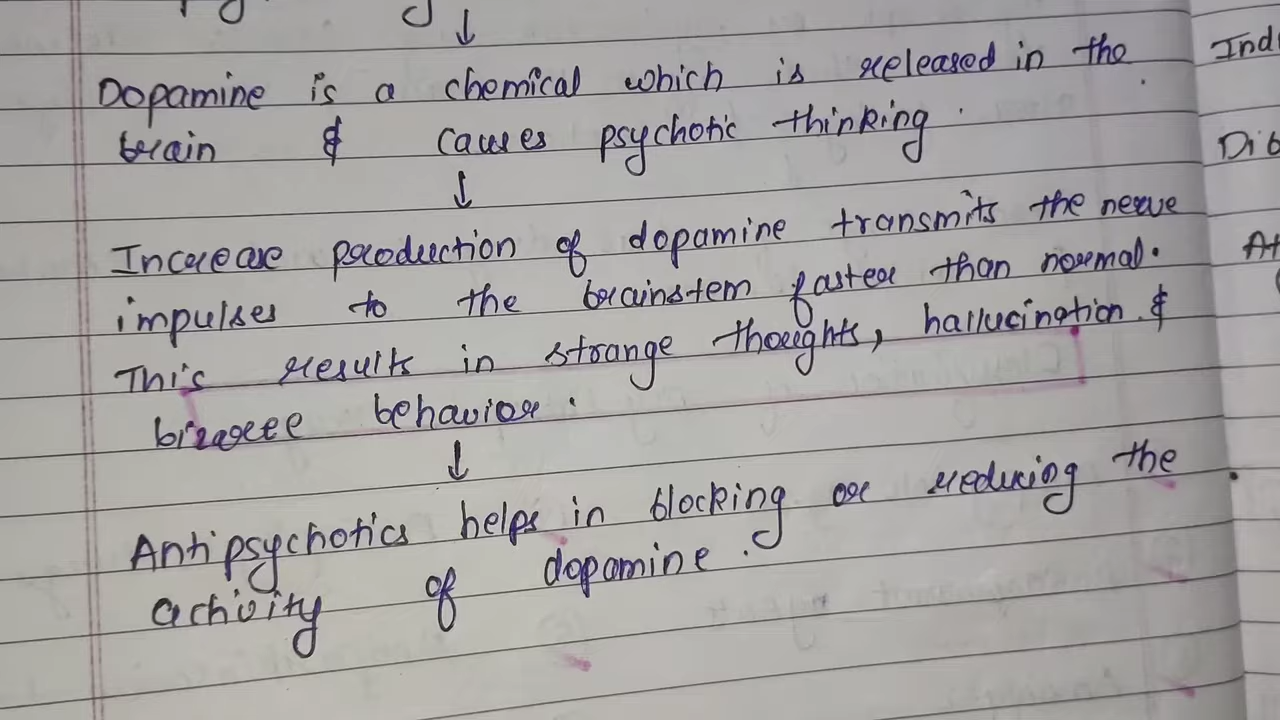 ↓
Dopamine is a chemical which is released in the
brain & causes psychotic thinking.
↓
Increase production of dopamine transmits the nerve
impulses to the brainstem faster than normal.
This results in strange thoughts, hallucination &
bizaree behavior.
↓
Antipsychotics helps in blocking or reducing the
activity of dopamine.